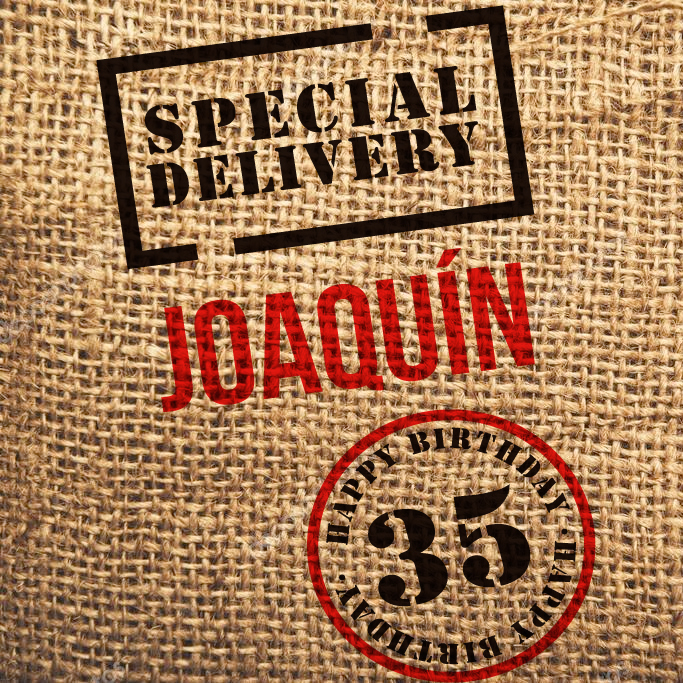 SPECIAL
DELIVERY
JOAQUÍN
HAPPY BIRTHDAY · HAPPY BIRTHDAY ·
35